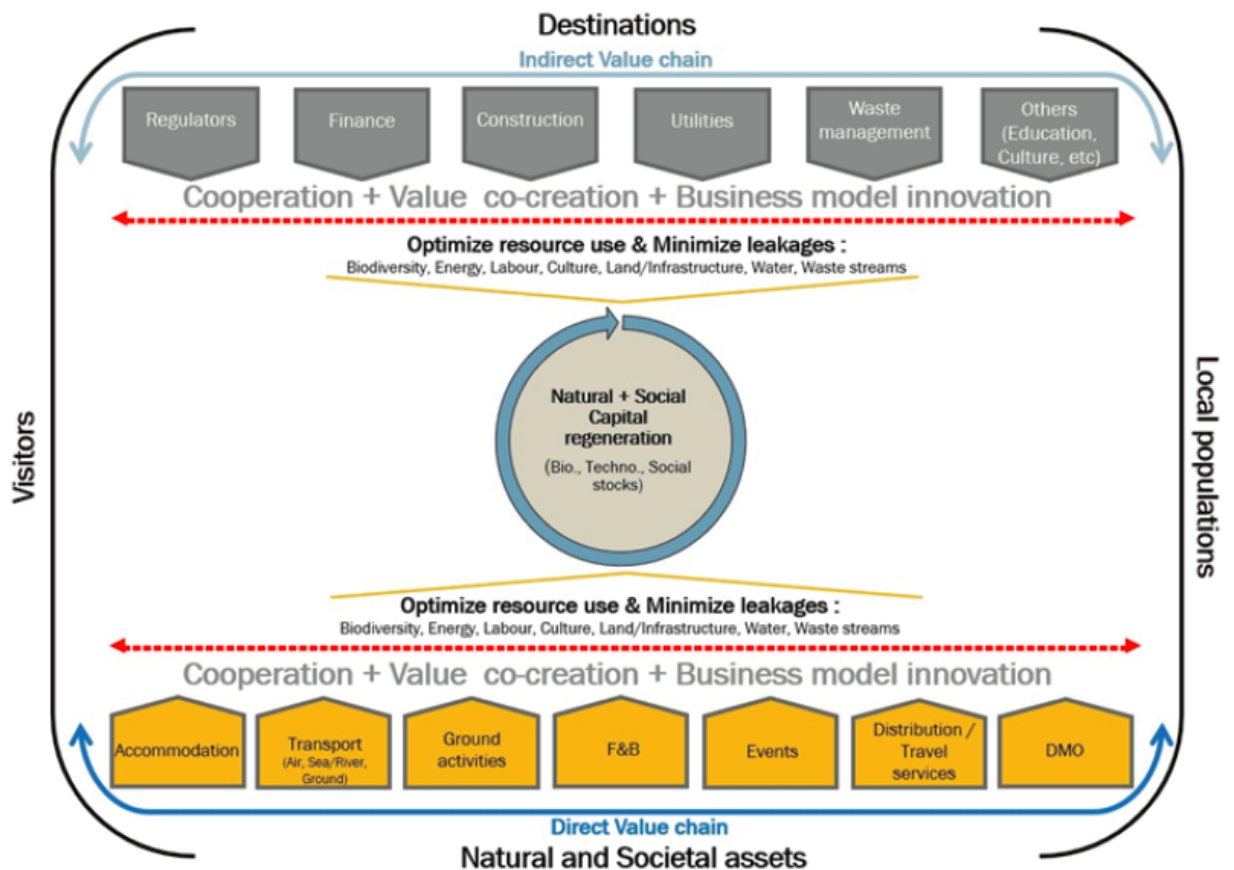 Destinations
Indirect Value chain
Regulators
Finance
Construction
Utilities
Waste
management
Others
(Education,
Culture, etc)
Cooperation + Value co-creation + Business model innovation
Optimize resource use & Minimize leakages :
Biodiversity, Energy, Labour, Culture, Land/Infrastructure, Water, Waste streams
Visitors
Natural + Social
Capital
regeneration
(Bio., Techno., Social
stocks)
Local populations
Optimize resource use & Minimize leakages :
Biodiversity, Energy, Labour, Culture, Land/Infrastructure, Water, Waste streams
Cooperation + Value co-creation + Business model innovation
Accommodation
Transport
(Air, Sea/River,
Ground)
Ground
activities
F&B
Events
Distribution /
Travel
services
DMO
Direct Value chain
Natural and Societal assets